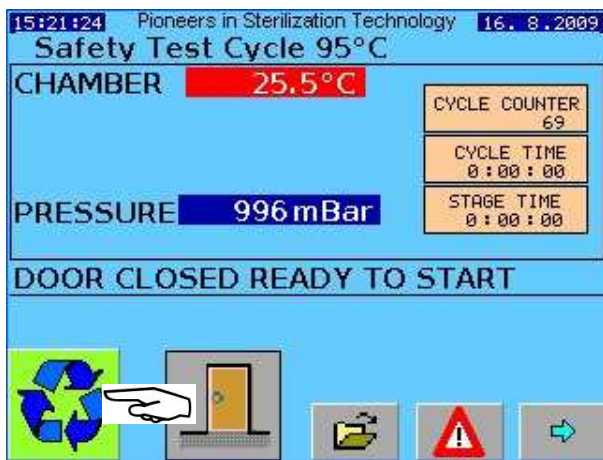 15:21:24 Pioneers in Sterilization Technology 16. 8.2009
Safety Test Cycle 95°C
CHAMBER 25.5°C
CYCLE COUNTER
69
CYCLE TIME
0:00:00
PRESSURE 996 mBar
STAGE TIME
0:00:00
DOOR CLOSED READY TO START